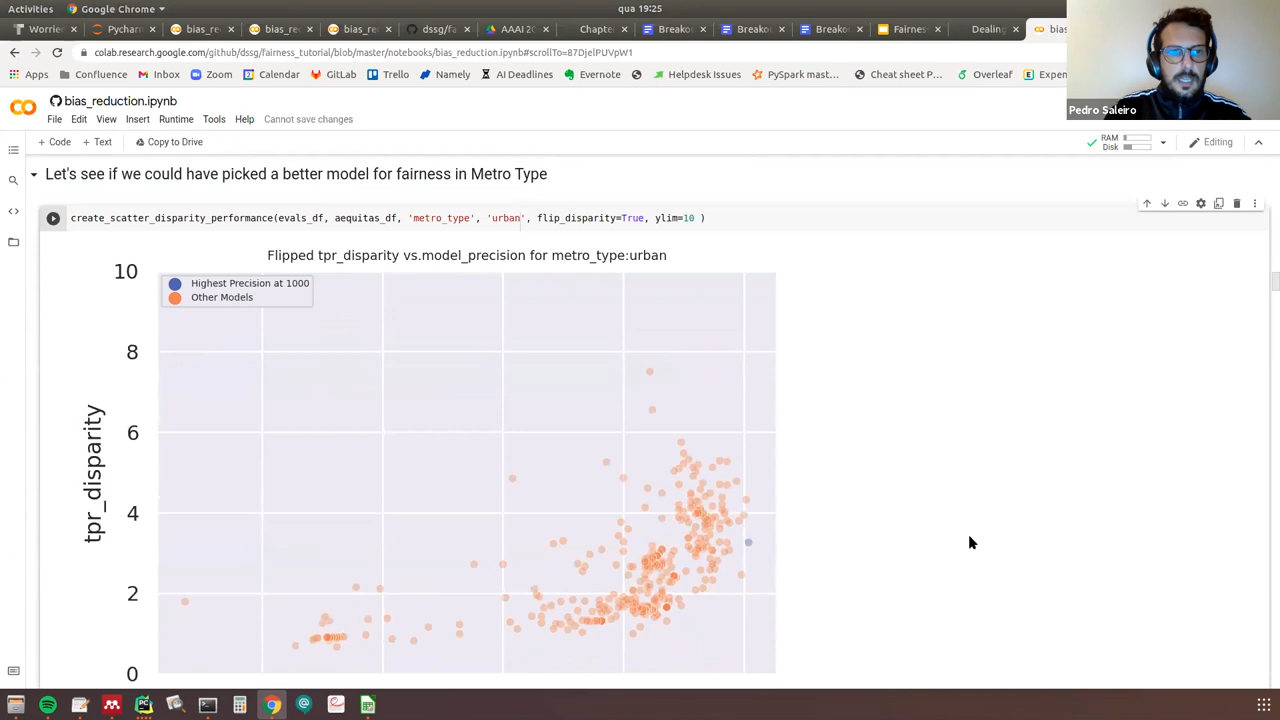 Activities
Google Chrome
qua 19:25
Worrie
Pycharm
bias_re
bias_re
bias_re
dssg/fa
AAAI 2
Chapter
Breako
Breako
Breako
Fairnes
Dealing
bias
colab.research.google.com/github/dssg/fairness_tutorial/blob/master/notebooks/bias_reduction.ipynb#scrollTo=87DjelPUVpW1
Apps
Confluence
Inbox
Zoom
Calendar
GitLab
Trello
Namely
AI Deadlines
Evernote
Helpdesk Issues
PySpark mast...
Cheat sheet P...
Overleaf
Expen
Pedro Saleiro
bias_reduction.ipynb
File Edit View Insert Runtime Tools Help Cannot save changes
+ Code + Text Copy to Drive
RAM
Disk
Editing
Let's see if we could have picked a better model for fairness in Metro Type
create_scatter_disparity_performance(evals_df, aequitas_df, 'metro_type', 'urban', flip_disparity=True, ylim=10 )
Flipped tpr_disparity vs.model_precision for metro_type:urban
10
Highest Precision at 1000
Other Models
8
6
tpr_disparity
4
2
0